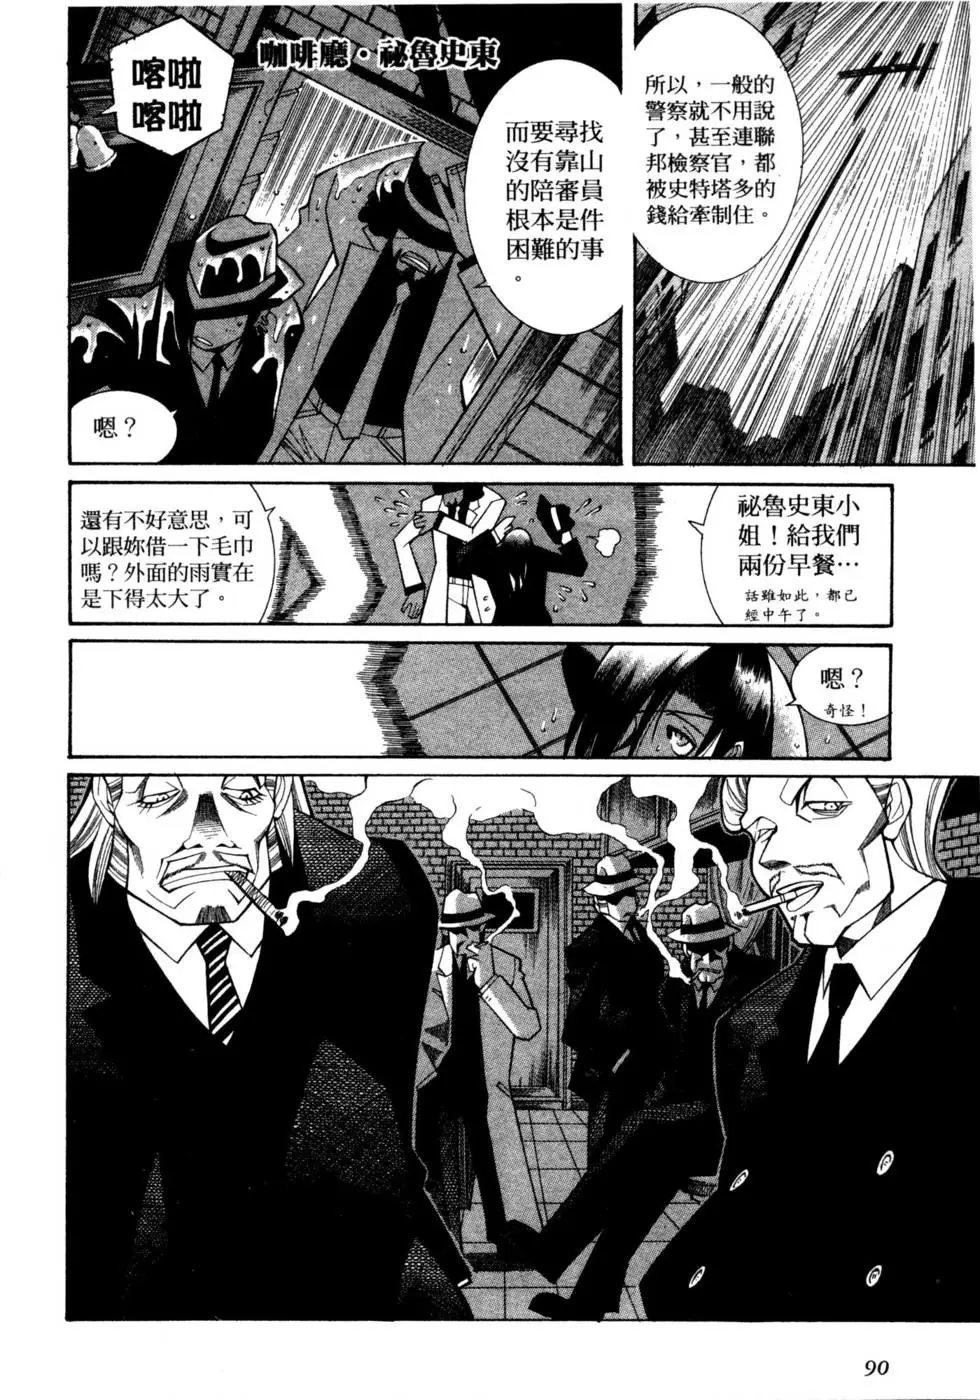 所以，一般的
警察就不用說
了，甚至連聯
邦檢察官，都
被史特塔多的
錢給牽制住。
咖啡廳・祕魯史東
而要尋找
沒有靠山
的陪審員
根本是件
困難的事
。
喀啦
喀啦
嗯？
祕魯史東小
姐！給我們
兩份早餐…
話雖如此，都已
經中午了。
還有不好意思，可
以跟妳借一下毛巾
嗎？外面的雨實在
是下得太大了。
嗯？
奇怪！
90